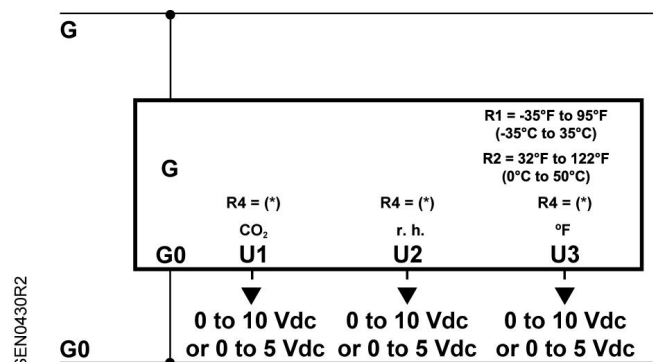 G
R1 = -35°F to 95°F
(-35°C to 35°C)
G
R2 = 32°F to 122°F
(0°C to 50°C)
R4 = (*) R4 = (*) R4 = (*)
CO₂ r. h. ºF
G0 U1 U2 U3
0 to 10 Vdc 0 to 10 Vdc 0 to 10 Vdc
G0 or 0 to 5 Vdc or 0 to 5 Vdc or 0 to 5 Vdc
SEN0430R2